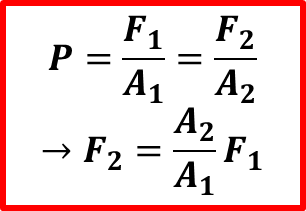 P = F₁/A₁ = F₂/A₂
→ F₂ = A₂/A₁ F₁